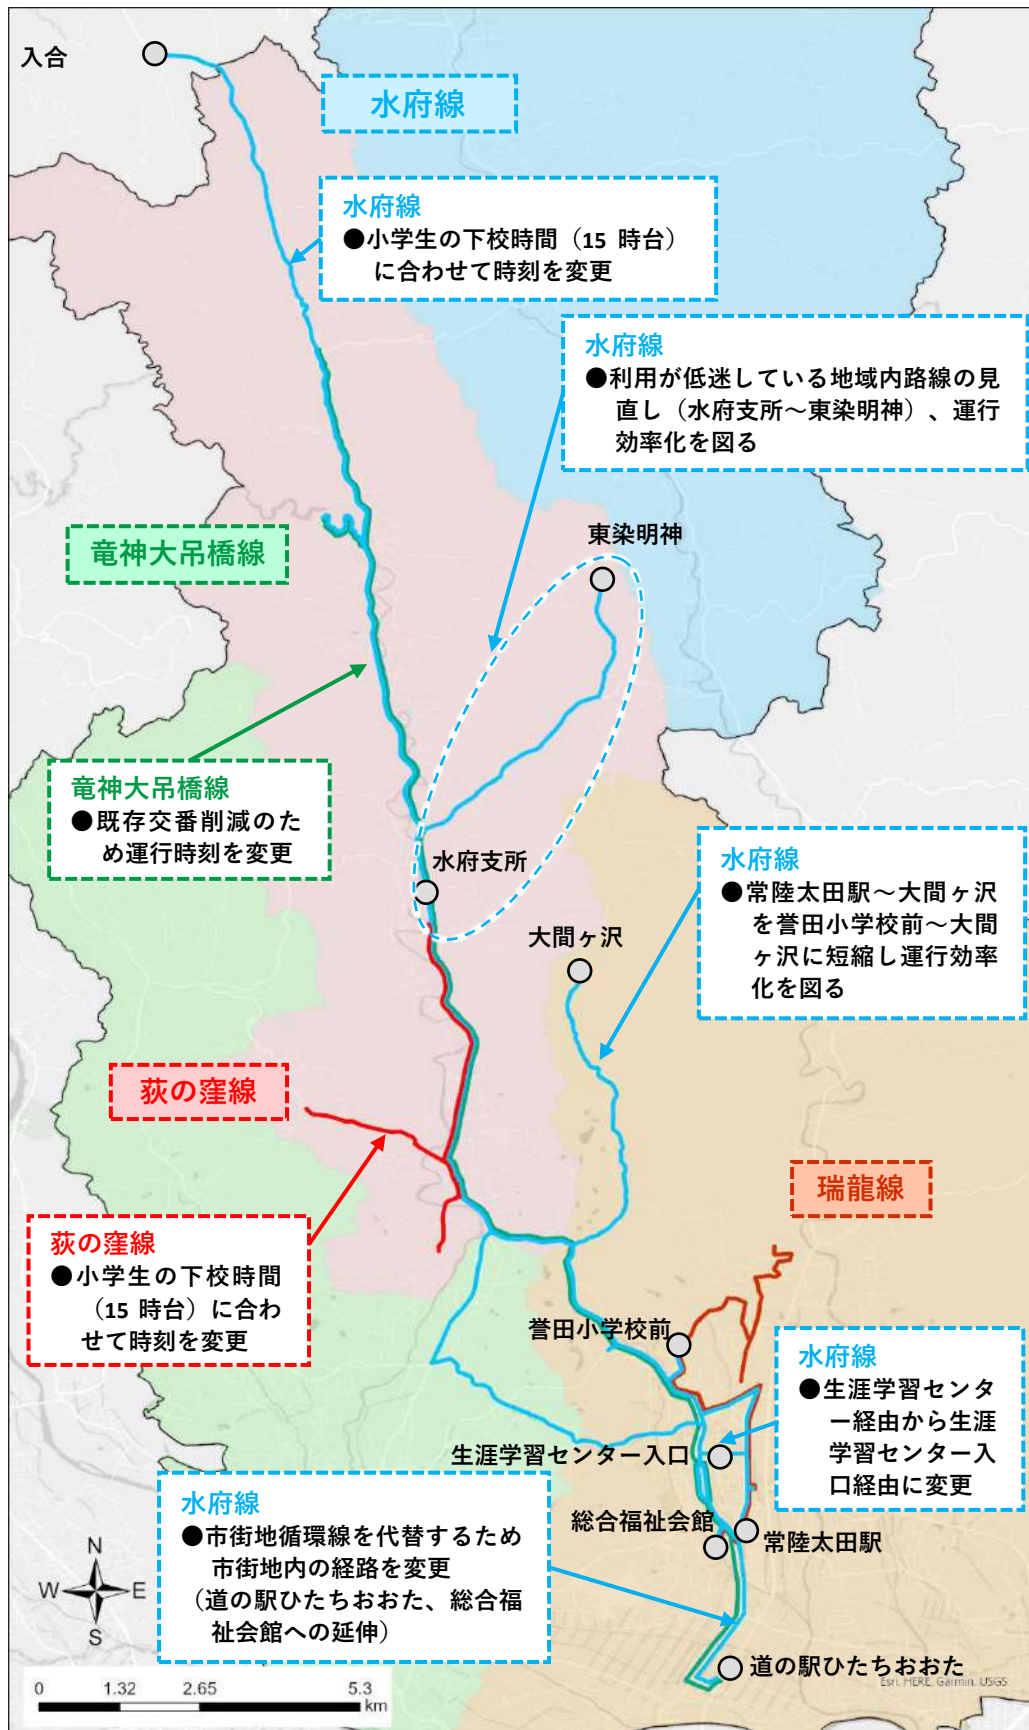 入合
水府線
水府線
●小学生の下校時間（15 時台）
に合わせて時刻を変更
水府線
●利用が低迷している地域内路線の見
直し（水府支所～東染明神）、運行
効率化を図る
竜神大吊橋線
東染明神
竜神大吊橋線
●既存交番削減のた
め運行時刻を変更
水府支所
水府線
●常陸太田駅～大間ヶ沢
を誉田小学校前～大間
ヶ沢に短縮し運行効率
化を図る
大間ヶ沢
荻の窪線
瑞龍線
荻の窪線
●小学生の下校時間
（15 時台）に合わ
せて時刻を変更
誉田小学校前
水府線
●生涯学習センタ
ー経由から生涯
学習センター入
口経由に変更
生涯学習センター入口
水府線
●市街地循環線を代替するため
市街地内の経路を変更
（道の駅ひたちおおた、総合福
祉会館への延伸）
総合福祉会館
常陸太田駅
道の駅ひたちおおた
N
W E
S
0 1.32 2.65 5.3
km
Esri, HERE, Garmin, USGS